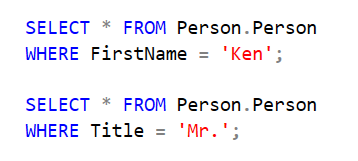 SELECT * FROM Person.Person
WHERE FirstName = 'Ken';
SELECT * FROM Person.Person
WHERE Title = 'Mr.';